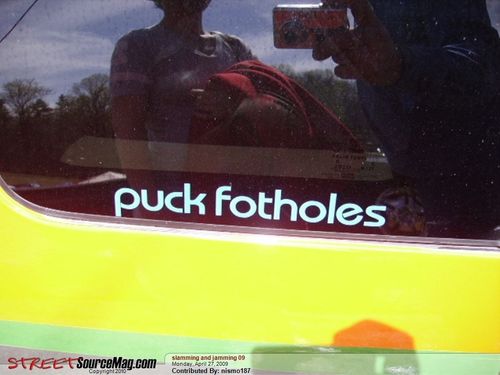 puck fotholes
STREETSourceMag.com
Copyright 2010
slamming and jamming 09
Monday, April 27, 2009
Contributed By: nismo187